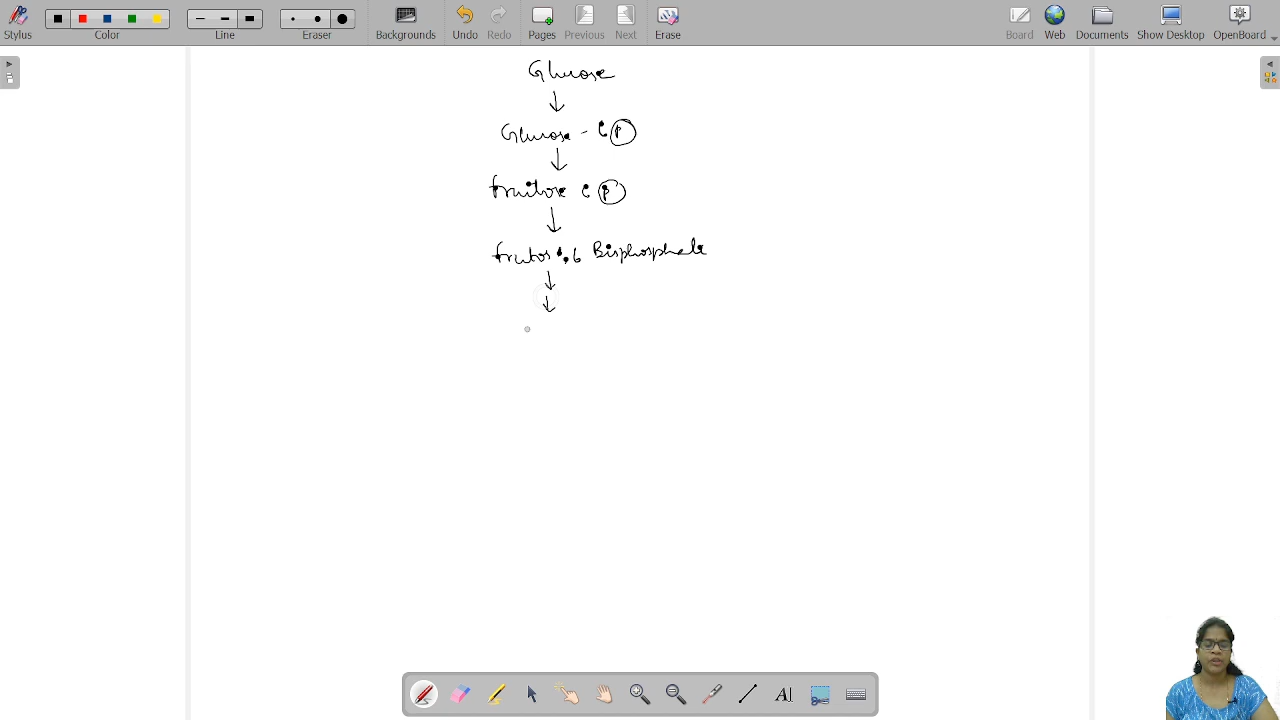 Stylus Color Line Eraser Backgrounds Undo Redo Pages Previous Next Erase Board Web Documents Show Desktop OpenBoard
Glucose
Glucose - 6 P
Fructose 6 P
Fructos 1,6 Bisphosphate